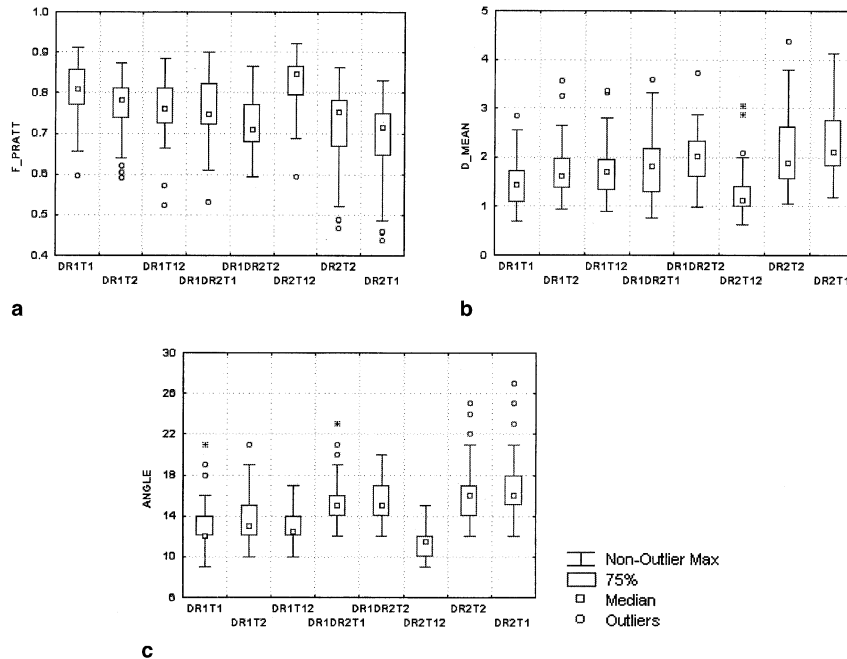 1.0
0.9
0.8
0.7
0.6
0.5
0.4
F_PRATT
DR1T1
DR1T2
DR1T12
DR1DR2T1
DR1DR2T2
DR2T12
DR2T2
DR2T1
a
5
4
3
2
1
0
D_MEAN
DR1T1
DR1T2
DR1T12
DR1DR2T1
DR1DR2T2
DR2T12
DR2T2
DR2T1
b
30
26
22
18
14
10
6
ANGLE
DR1T1
DR1T2
DR1T12
DR1DR2T1
DR1DR2T2
DR2T12
DR2T2
DR2T1
c
Non-Outlier Max
75%
Median
Outliers